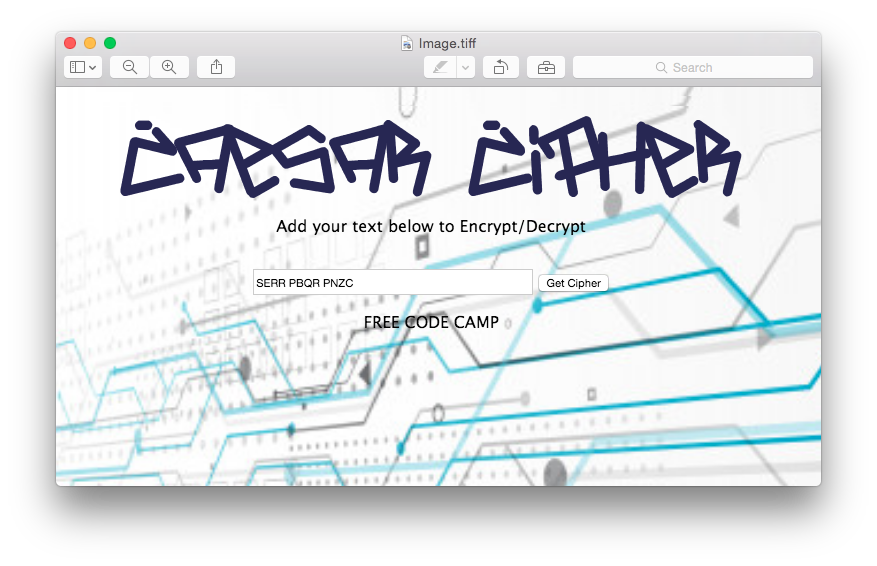 Image.tiff
Search
CAESAR CIPHER
Add your text below to Encrypt/Decrypt
SERR PBQR PNZC
Get Cipher
FREE CODE CAMP